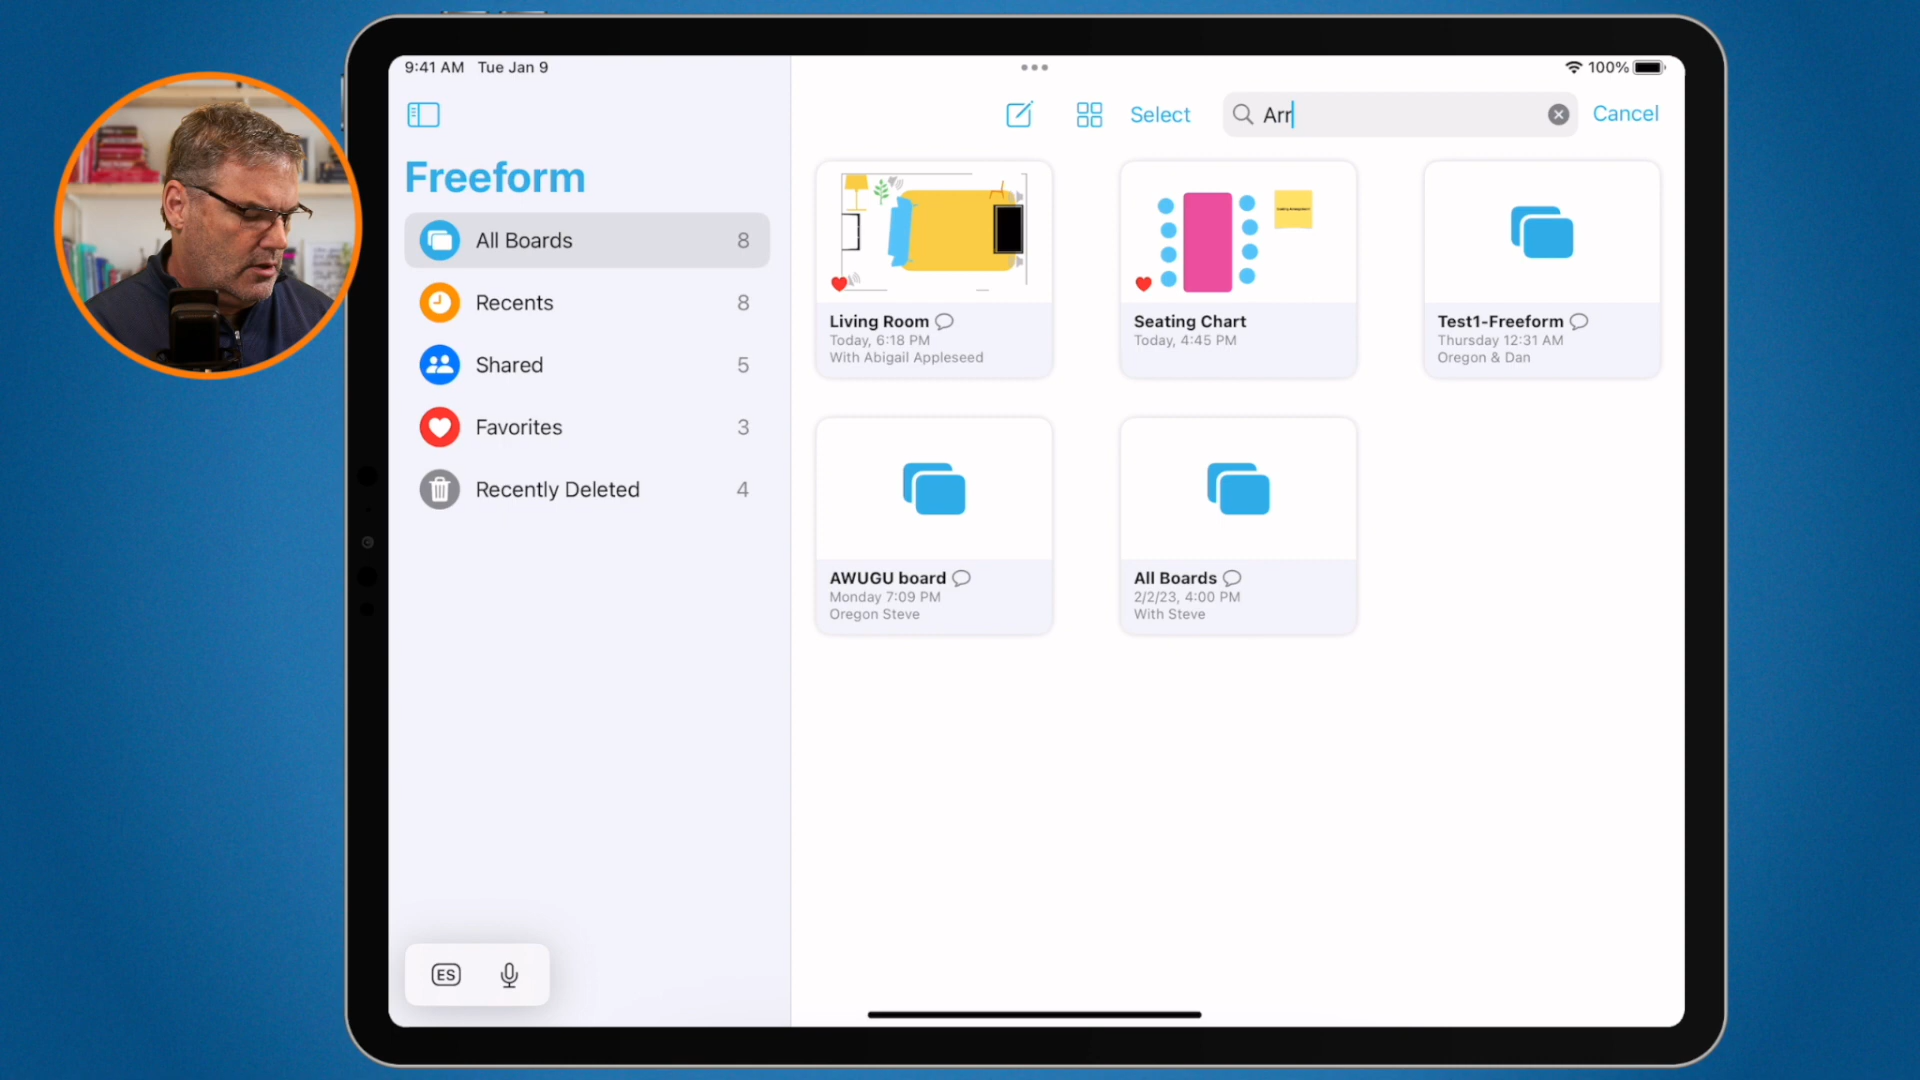 9:41 AM Tue Jan 9
100%
Select
Arr
Cancel
Freeform
All Boards 8
Recents 8
Shared 5
Favorites 3
Recently Deleted 4
Living Room
Today, 6:18 PM
With Abigail Appleseed
Seating Chart
Today, 4:45 PM
Test1-Freeform
Thursday 12:31 AM
Oregon & Dan
AWUGU board
Monday 7:09 PM
Oregon Steve
All Boards
2/2/23, 4:00 PM
With Steve
ES